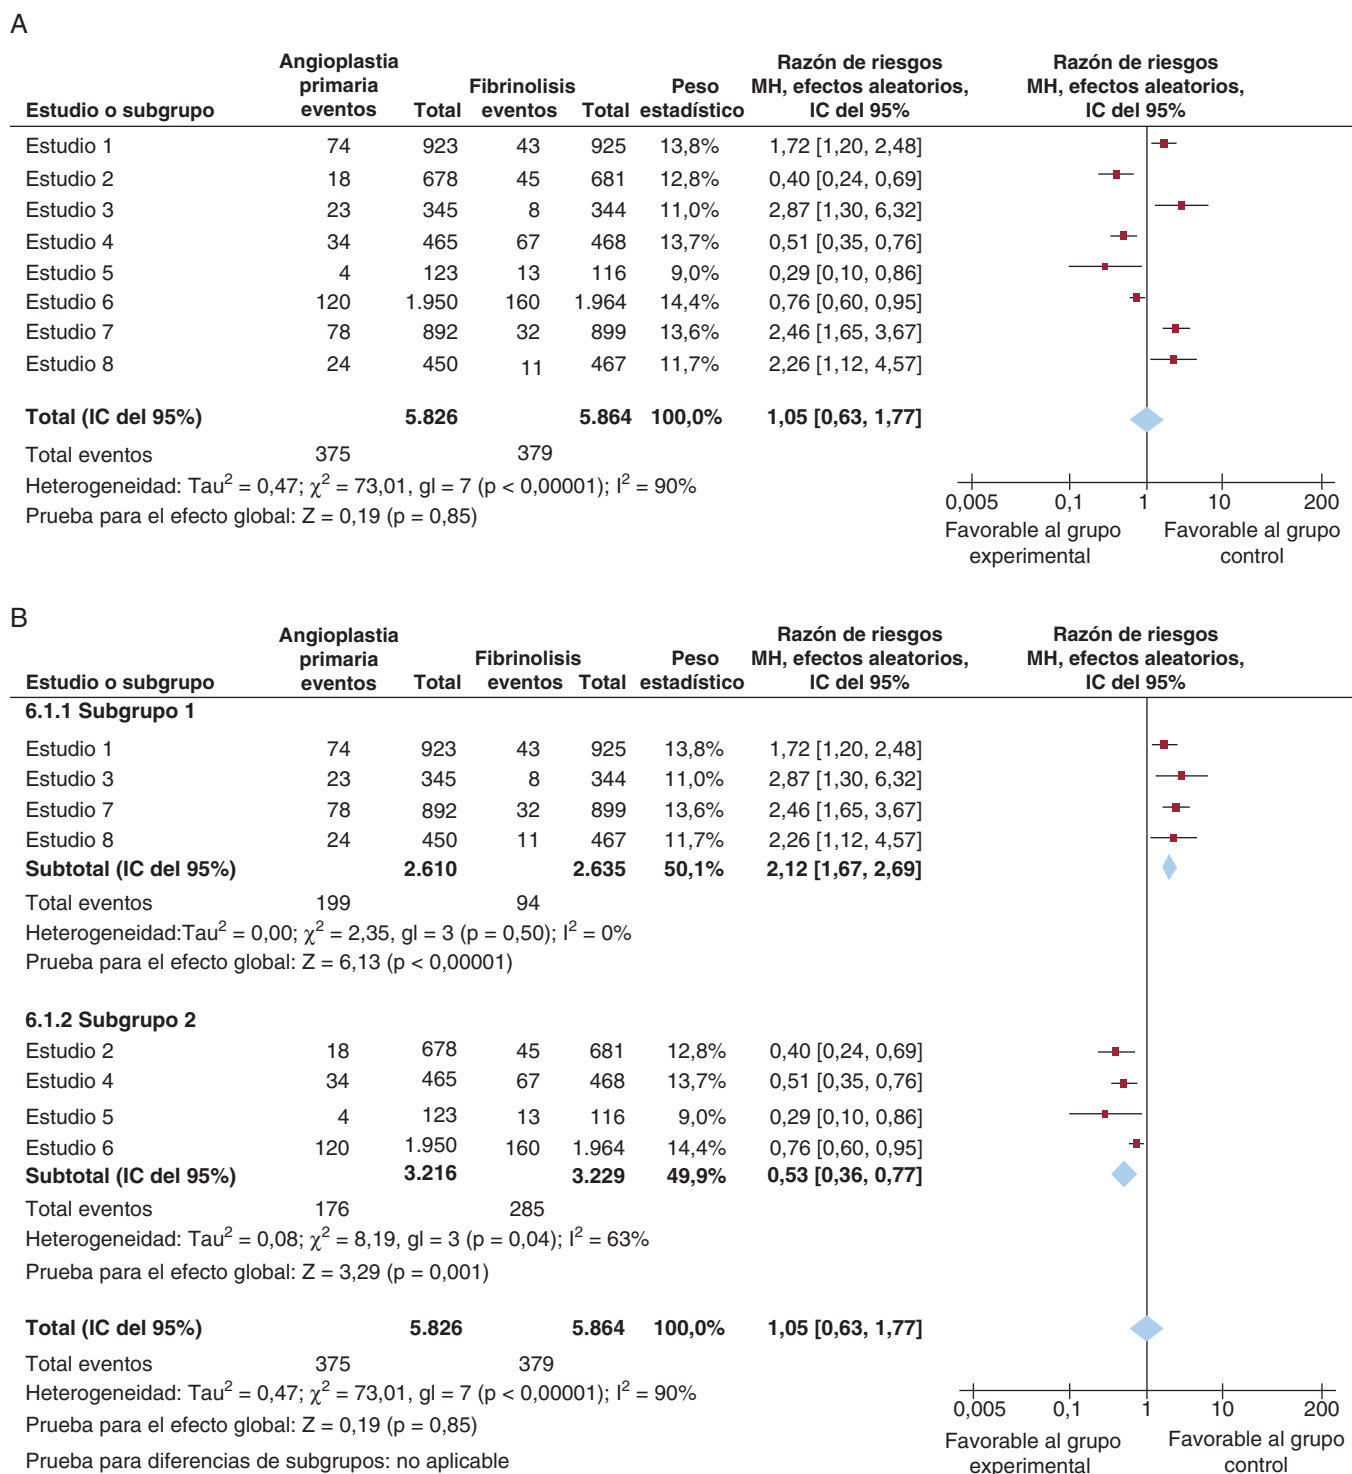 A
Angioplastia primaria eventos Total Fibrinolisis eventos Total Peso estadístico Razón de riesgos MH, efectos aleatorios, IC del 95% Razón de riesgos MH, efectos aleatorios, IC del 95%
Estudio o subgrupo
Estudio 1 74 923 43 925 13,8% 1,72 [1,20, 2,48]
Estudio 2 18 678 45 681 12,8% 0,40 [0,24, 0,69]
Estudio 3 23 345 8 344 11,0% 2,87 [1,30, 6,32]
Estudio 4 34 465 67 468 13,7% 0,51 [0,35, 0,76]
Estudio 5 4 123 13 116 9,0% 0,29 [0,10, 0,86]
Estudio 6 120 1.950 160 1.964 14,4% 0,76 [0,60, 0,95]
Estudio 7 78 892 32 899 13,6% 2,46 [1,65, 3,67]
Estudio 8 24 450 11 467 11,7% 2,26 [1,12, 4,57]
Total (IC del 95%) 5.826 5.864 100,0% 1,05 [0,63, 1,77]
Total eventos 375 379
Heterogeneidad: Tau² = 0,47; χ² = 73,01, gl = 7 (p < 0,00001); I² = 90%
Prueba para el efecto global: Z = 0,19 (p = 0,85)
0,005 0,1 1 10 200
Favorable al grupo experimental Favorable al grupo control
B
Angioplastia primaria eventos Total Fibrinolisis eventos Total Peso estadístico Razón de riesgos MH, efectos aleatorios, IC del 95% Razón de riesgos MH, efectos aleatorios, IC del 95%
Estudio o subgrupo
6.1.1 Subgrupo 1
Estudio 1 74 923 43 925 13,8% 1,72 [1,20, 2,48]
Estudio 3 23 345 8 344 11,0% 2,87 [1,30, 6,32]
Estudio 7 78 892 32 899 13,6% 2,46 [1,65, 3,67]
Estudio 8 24 450 11 467 11,7% 2,26 [1,12, 4,57]
Subtotal (IC del 95%) 2.610 2.635 50,1% 2,12 [1,67, 2,69]
Total eventos 199 94
Heterogeneidad:Tau² = 0,00; χ² = 2,35, gl = 3 (p = 0,50); I² = 0%
Prueba para el efecto global: Z = 6,13 (p < 0,00001)
6.1.2 Subgrupo 2
Estudio 2 18 678 45 681 12,8% 0,40 [0,24, 0,69]
Estudio 4 34 465 67 468 13,7% 0,51 [0,35, 0,76]
Estudio 5 4 123 13 116 9,0% 0,29 [0,10, 0,86]
Estudio 6 120 1.950 160 1.964 14,4% 0,76 [0,60, 0,95]
Subtotal (IC del 95%) 3.216 3.229 49,9% 0,53 [0,36, 0,77]
Total eventos 176 285
Heterogeneidad: Tau² = 0,08; χ² = 8,19, gl = 3 (p = 0,04); I² = 63%
Prueba para el efecto global: Z = 3,29 (p = 0,001)
Total (IC del 95%) 5.826 5.864 100,0% 1,05 [0,63, 1,77]
Total eventos 375 379
Heterogeneidad: Tau² = 0,47; χ² = 73,01, gl = 7 (p < 0,00001); I² = 90%
Prueba para el efecto global: Z = 0,19 (p = 0,85)
Prueba para diferencias de subgrupos: no aplicable
0,005 0,1 1 10 200
Favorable al grupo experimental Favorable al grupo control